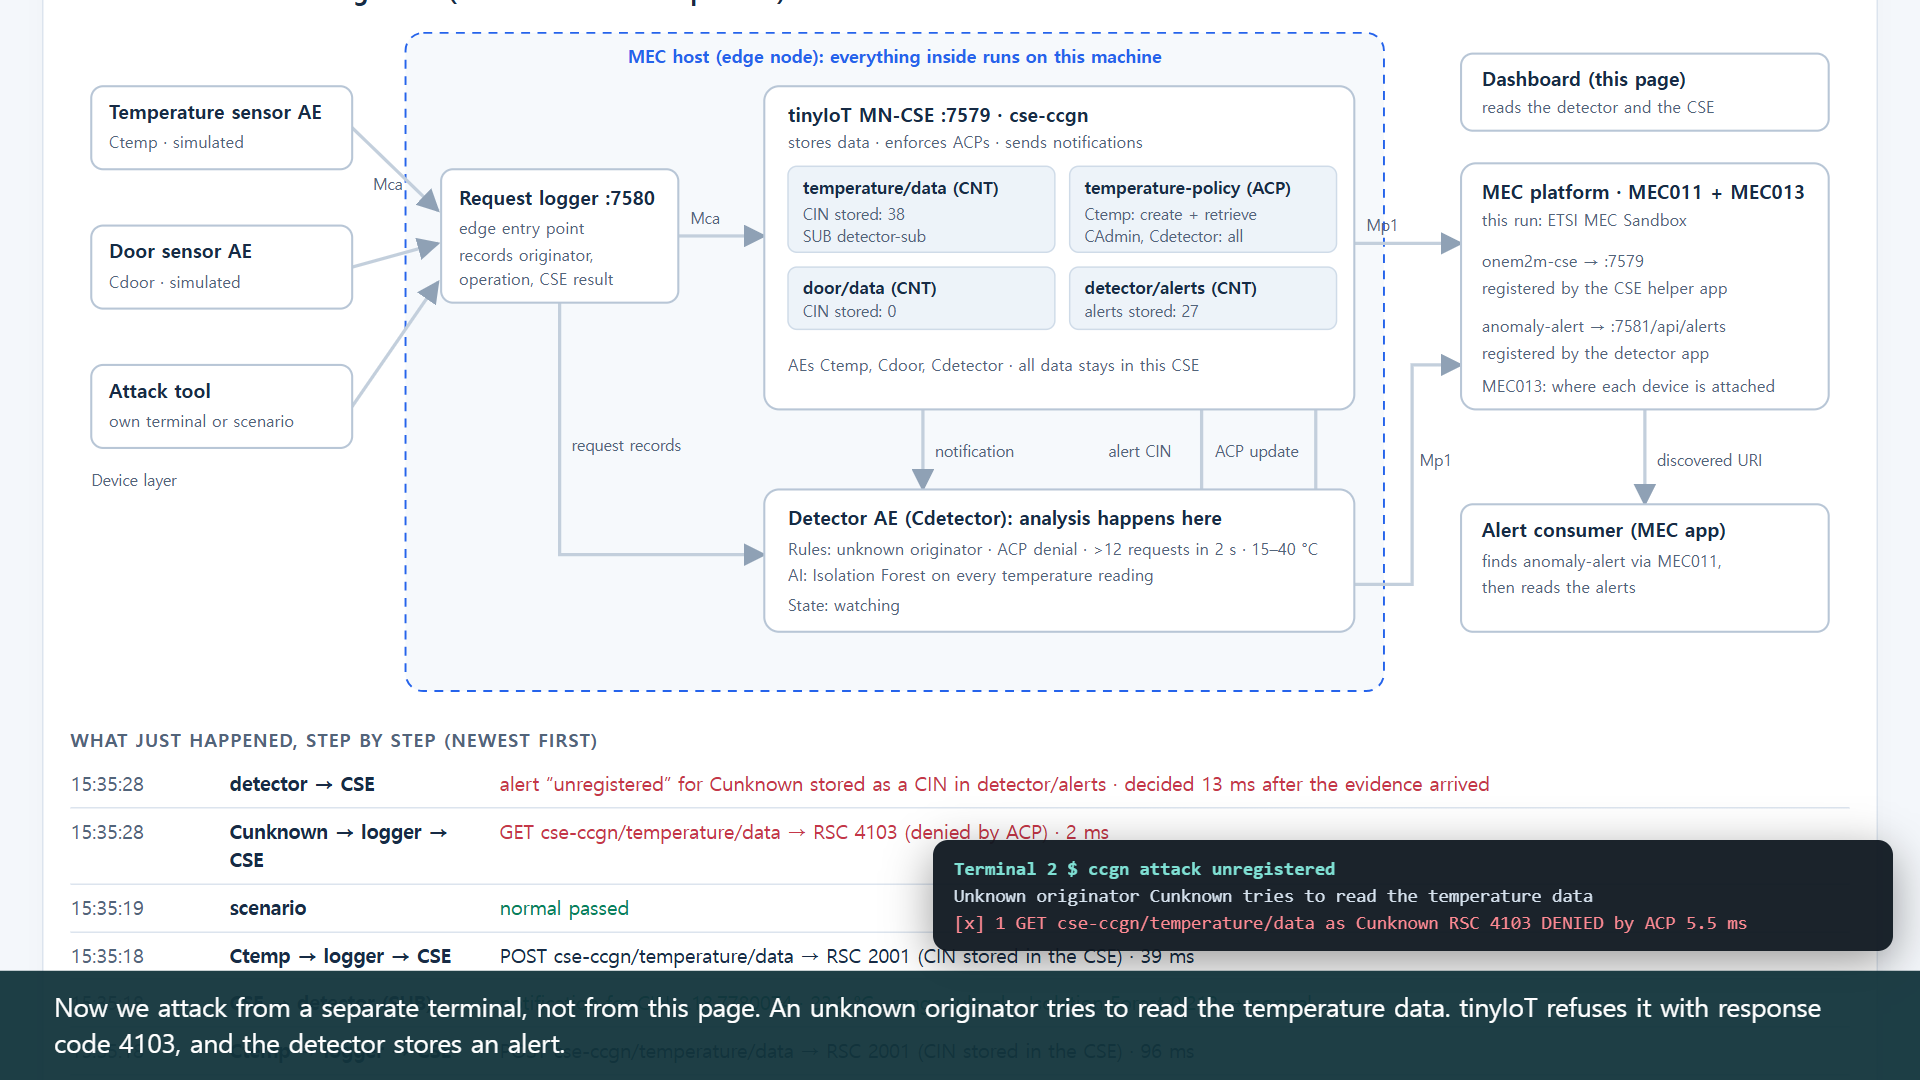 MEC host (edge node): everything inside runs on this machine
Temperature sensor AE
Ctemp · simulated
Door sensor AE
Cdoor · simulated
Attack tool
own terminal or scenario
Device layer
Mca
Request logger :7580
edge entry point
records originator,
operation, CSE result
Mca
request records
tinyIoT MN-CSE :7579 · cse-ccgn
stores data · enforces ACPs · sends notifications
temperature/data (CNT)
CIN stored: 38
SUB detector-sub
temperature-policy (ACP)
Ctemp: create + retrieve
CAdmin, Cdetector: all
door/data (CNT)
CIN stored: 0
detector/alerts (CNT)
alerts stored: 27
AEs Ctemp, Cdoor, Cdetector · all data stays in this CSE
notification
alert CIN
ACP update
Detector AE (Cdetector): analysis happens here
Rules: unknown originator · ACP denial · >12 requests in 2 s · 15–40 °C
AI: Isolation Forest on every temperature reading
State: watching
Mp1
Mp1
Dashboard (this page)
reads the detector and the CSE
MEC platform · MEC011 + MEC013
this run: ETSI MEC Sandbox
onem2m-cse → :7579
registered by the CSE helper app
anomaly-alert → :7581/api/alerts
registered by the detector app
MEC013: where each device is attached
discovered URI
Alert consumer (MEC app)
finds anomaly-alert via MEC011,
then reads the alerts
WHAT JUST HAPPENED, STEP BY STEP (NEWEST FIRST)
15:35:28 detector → CSE alert “unregistered” for Cunknown stored as a CIN in detector/alerts · decided 13 ms after the evidence arrived
15:35:28 Cunknown → logger → GET cse-ccgn/temperature/data → RSC 4103 (denied by ACP) · 2 ms
CSE
15:35:19 scenario normal passed
15:35:18 Ctemp → logger → CSE POST cse-ccgn/temperature/data → RSC 2001 (CIN stored in the CSE) · 39 ms
Terminal 2 $ ccgn attack unregistered
Unknown originator Cunknown tries to read the temperature data
[x] 1 GET cse-ccgn/temperature/data as Cunknown RSC 4103 DENIED by ACP 5.5 ms
Now we attack from a separate terminal, not from this page. An unknown originator tries to read the temperature data. tinyIoT refuses it with response
code 4103, and the detector stores an alert.
cse-ccgn/temperature/data → RSC 2001 (CIN stored in the CSE) · 96 ms